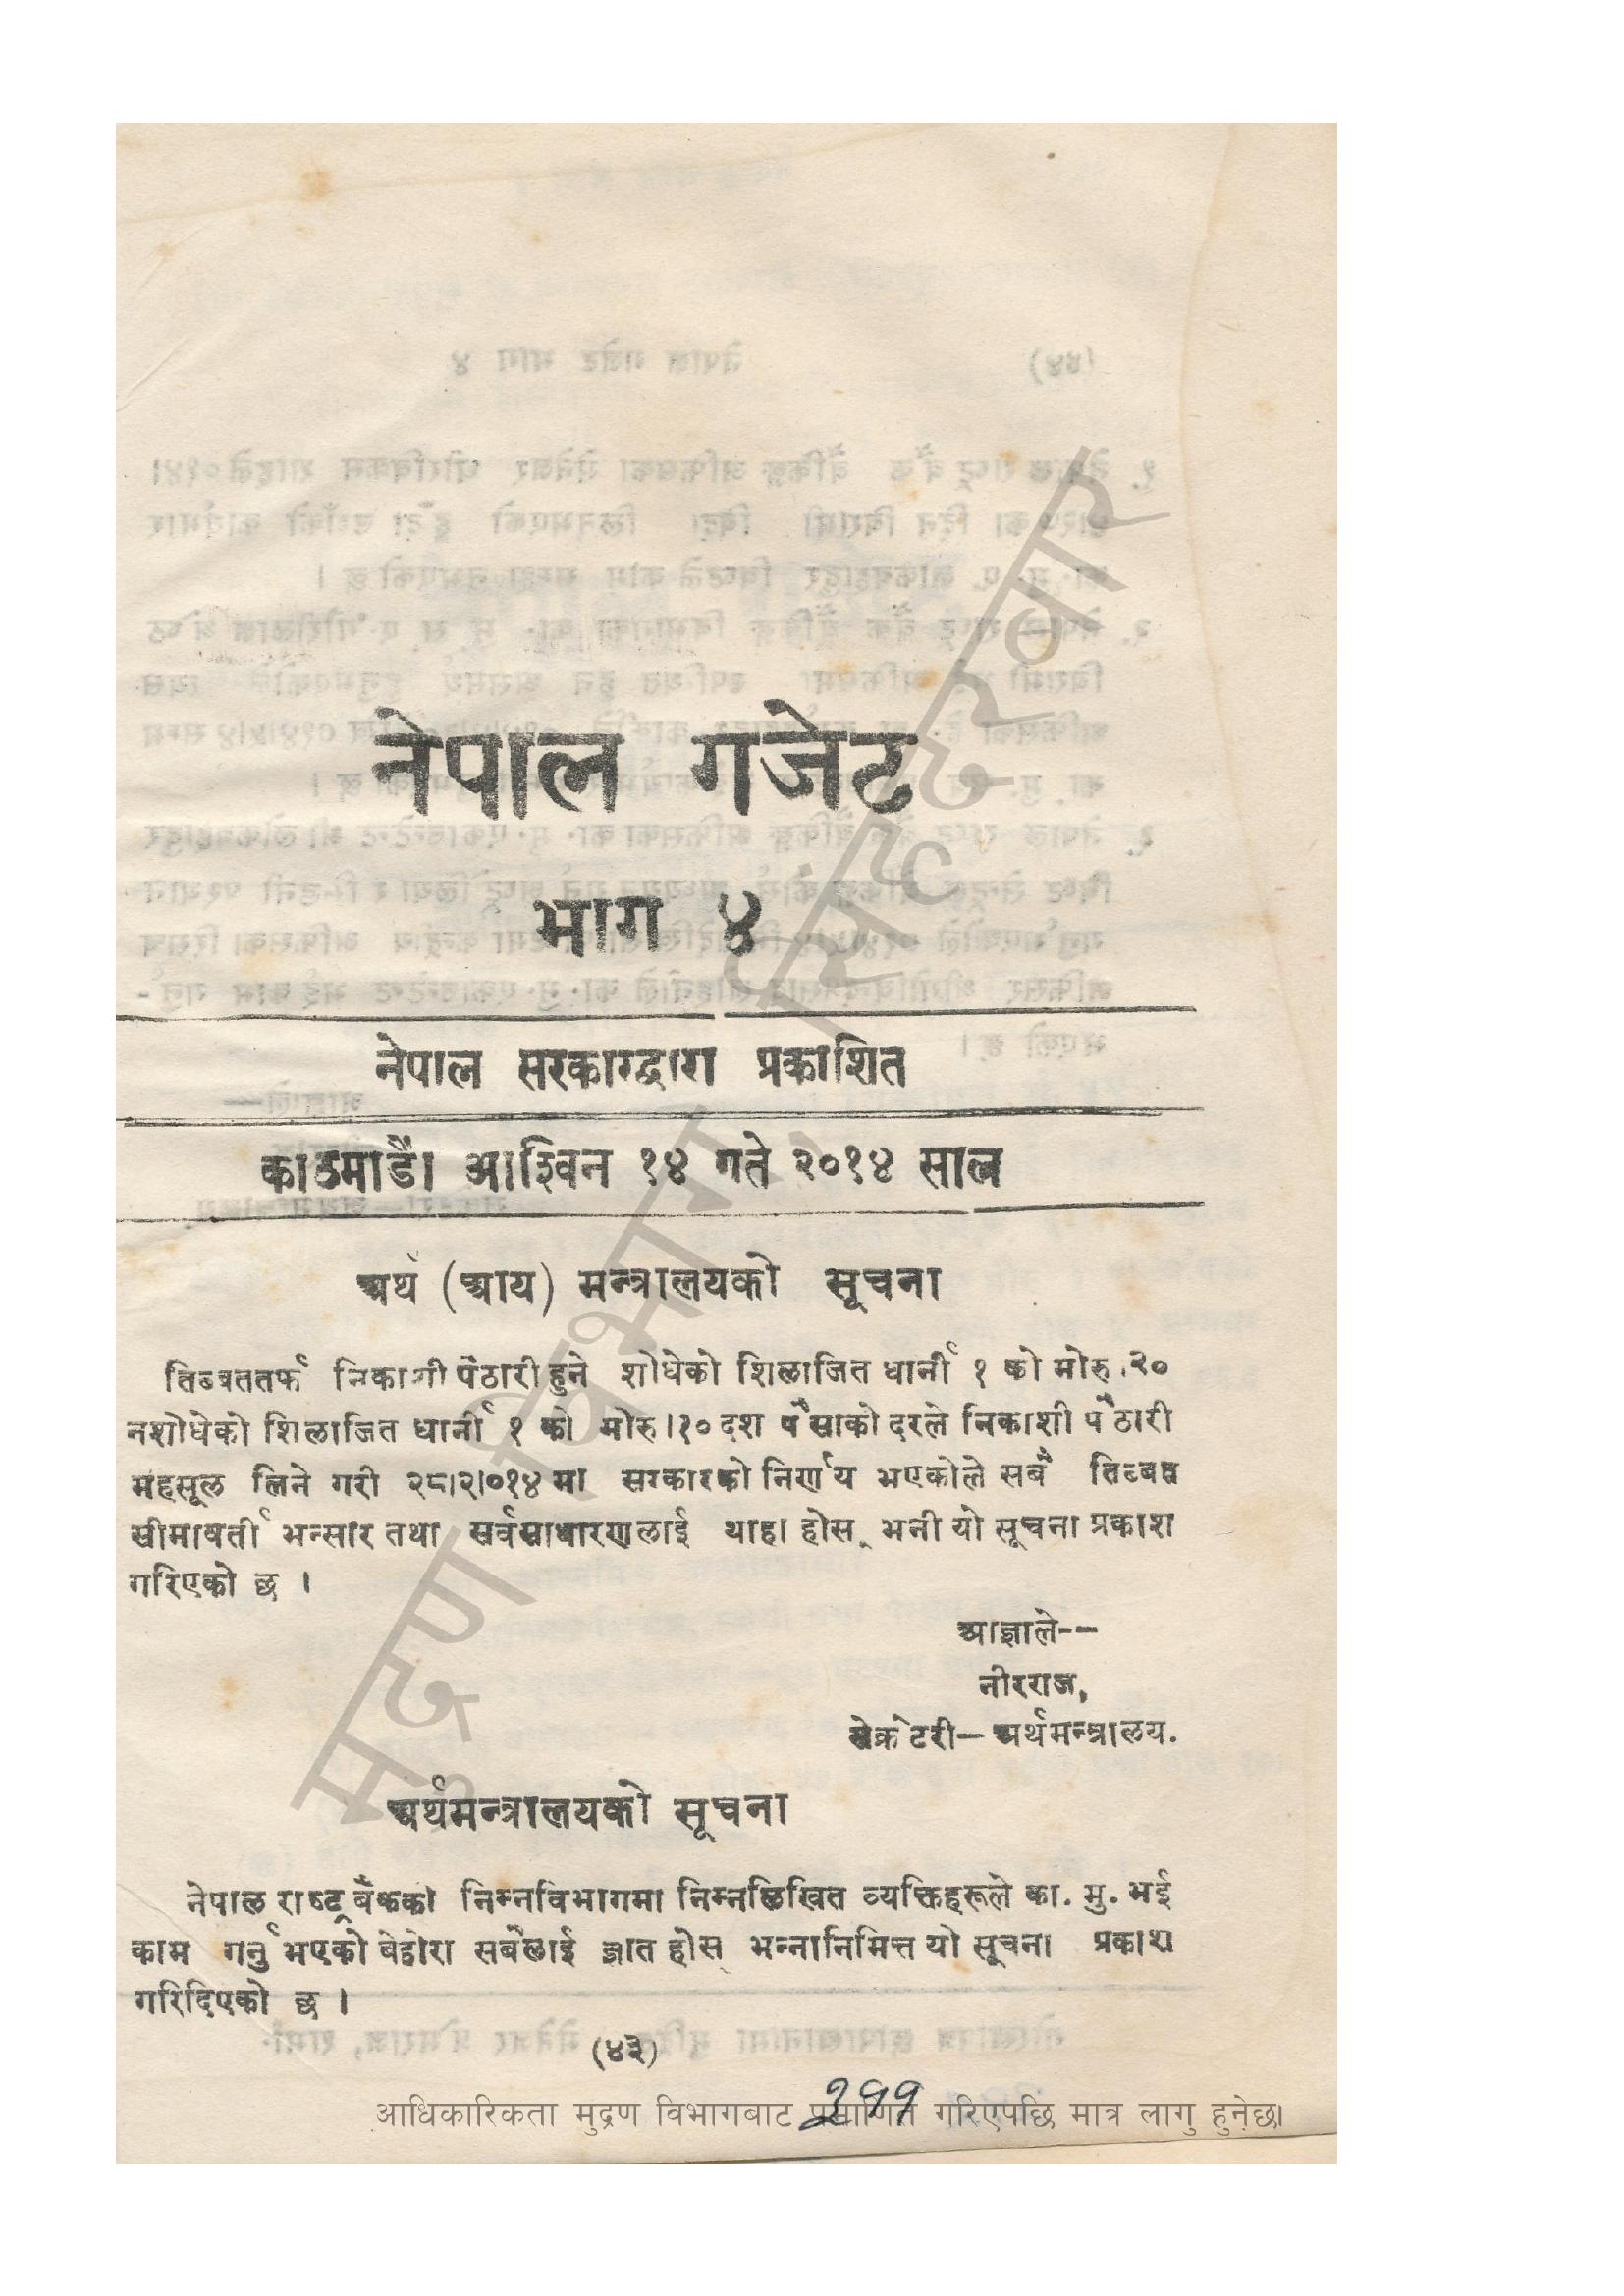 नेपाल गजेट
भाग ४
नेपाल सरकारद्वारा प्रकाशित
काठमाडौं आश्विन १४ गते २०१४ साल
अर्थ (आय) मन्त्रालयको सूचना
तिब्बततर्फ निकाशी पैठारी हुने शोधेको शिलाजित धार्नी १ को मोरु.।२०
नशोधेको शिलाजित धार्नी १ को मोरु।१० दश पैसाको दरले निकाशी पैठारी
महसूल लिने गरी २८।२।०१४ मा सरकारको निर्णय भएकोले सबै तिब्बत
सीमावर्ती भन्सार तथा सर्वसाधारणलाई थाहा होस् भनी यो सूचना प्रकाश
गरिएको छ ।
आज्ञाले--
नीरराज,
सेक्रेटरी— अर्थमन्त्रालय.
अर्थमन्त्रालयको सूचना
नेपाल राष्ट्र बैंकका निम्नविभागमा निम्नलिखित व्यक्तिहरूले का. मु. भई
काम गर्नु भएको बेहोरा सबैलाई ज्ञात होस् भन्नानिमित्त यो सूचना प्रकाश
गरिदिएको छ ।
(४३)
२११
आधिकारिकता मुद्रण विभागबाट प्रमाणित गरिएपछि मात्र लागु हुनेछ।
मुद्रण विभाग, सिंहदरवार